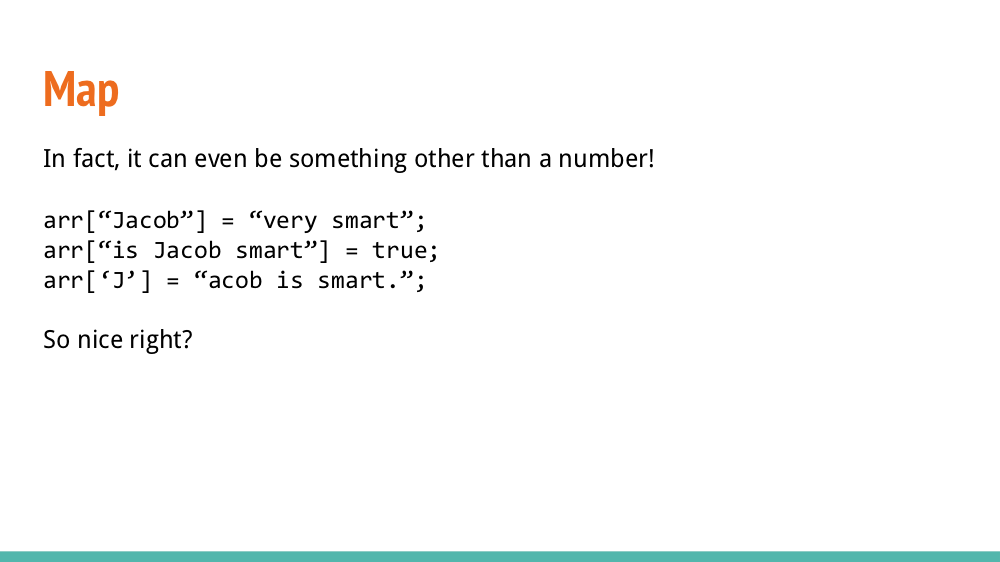 Map
In fact, it can even be something other than a number!
arr[“Jacob”] = “very smart”;
arr[“is Jacob smart”] = true;
arr[‘J’] = “acob is smart.”;
So nice right?